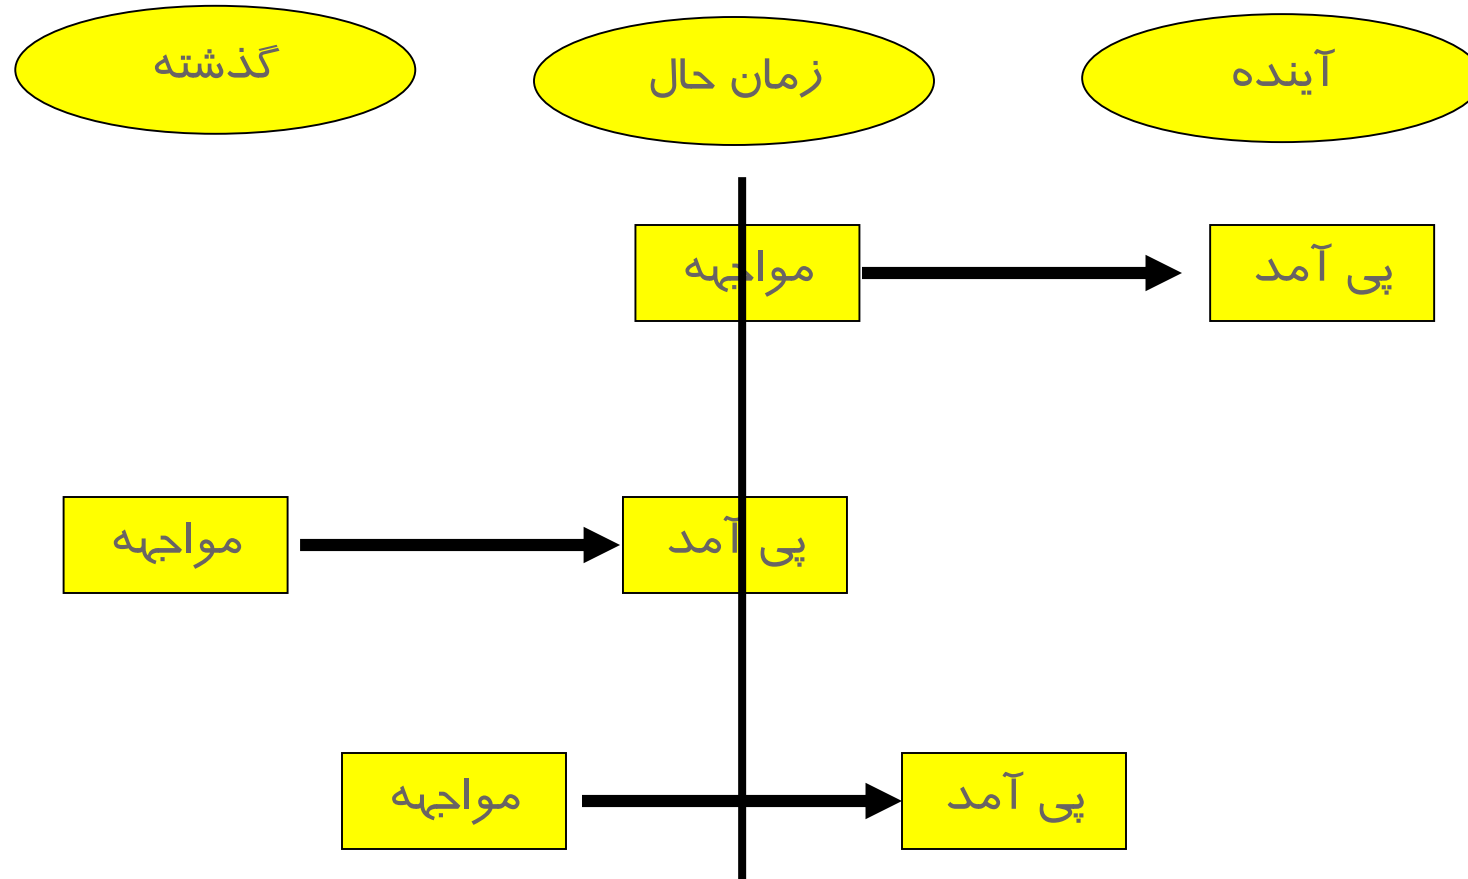 گذشته
زمان حال
آینده
مواجهه
پی آمد
مواجهه
پی آمد
مواجهه
پی آمد